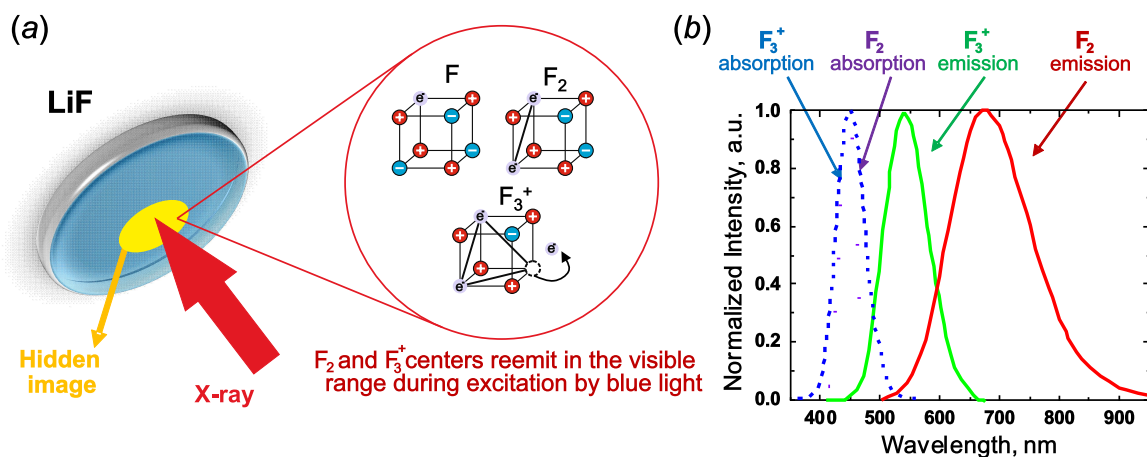 (a)
LiF
Hidden
image
X-ray
F
e-
+
+
−
+
−
+
F2
e-
+
−
+
−
e-
+
F3+
e-
+
+
−
+
e-
+
e-
F2 and F3+ centers reemit in the visible
range during excitation by blue light
(b)
F3+
absorption
F2
absorption
F3+
emission
F2
emission
Normalized Intensity, a.u.
1.0
0.8
0.6
0.4
0.2
0.0
400 500 600 700 800 900
Wavelength, nm